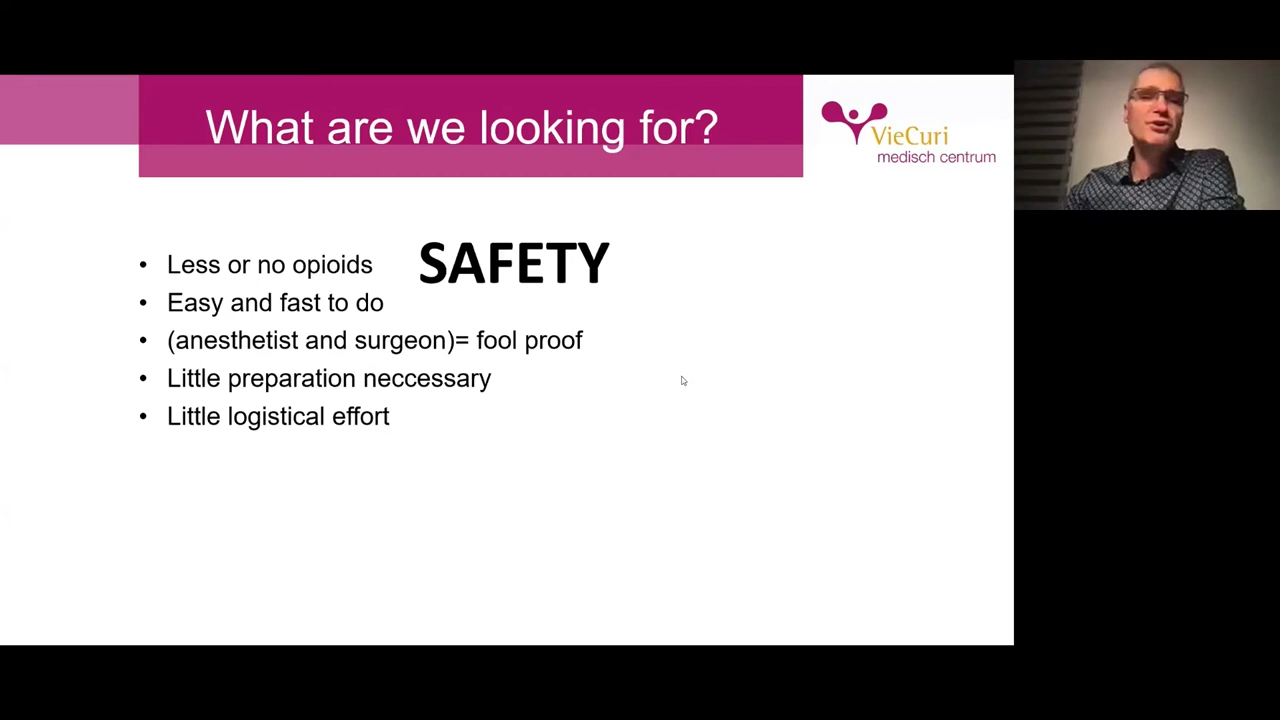 What are we looking for?
VieCuri
medisch centrum
• Less or no opioids
SAFETY
• Easy and fast to do
• (anesthetist and surgeon)= fool proof
• Little preparation neccessary
• Little logistical effort